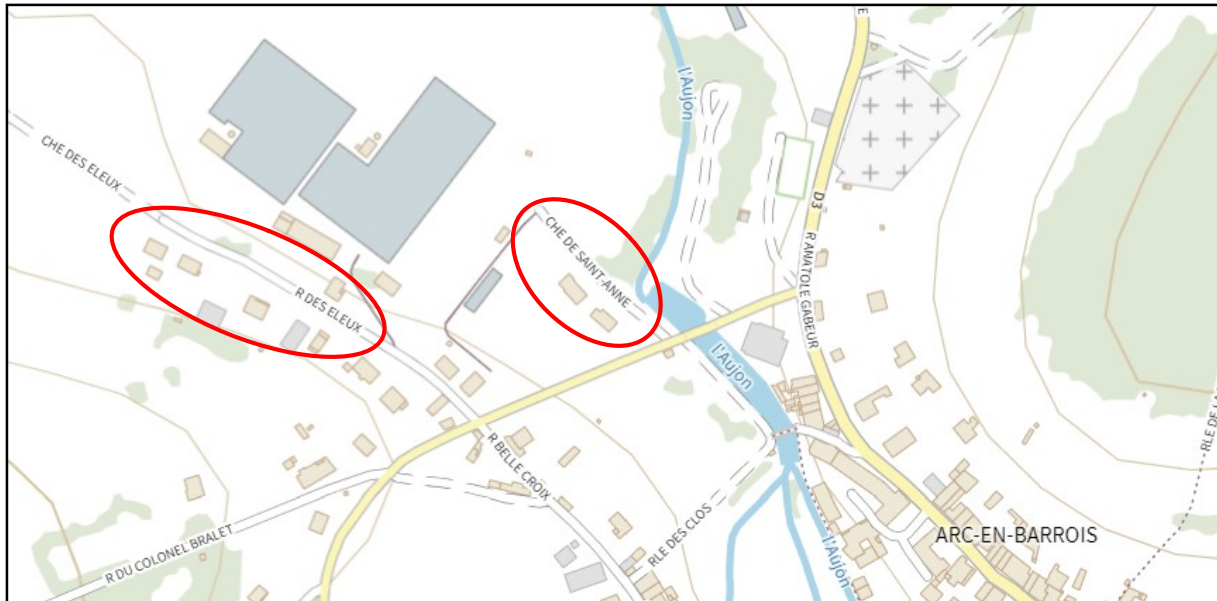 l'Aujon
E
CHE DES ELEUX
D3
CHE DE SAINT-ANNE
R ANATOLE GABEUR
R DES ELEUX
l'Aujon
RLE DE LA
R BELLE CROIX
R DU COLONEL BRALET
RLE DES CLOS
ARC-EN-BARROIS
l'Aujon